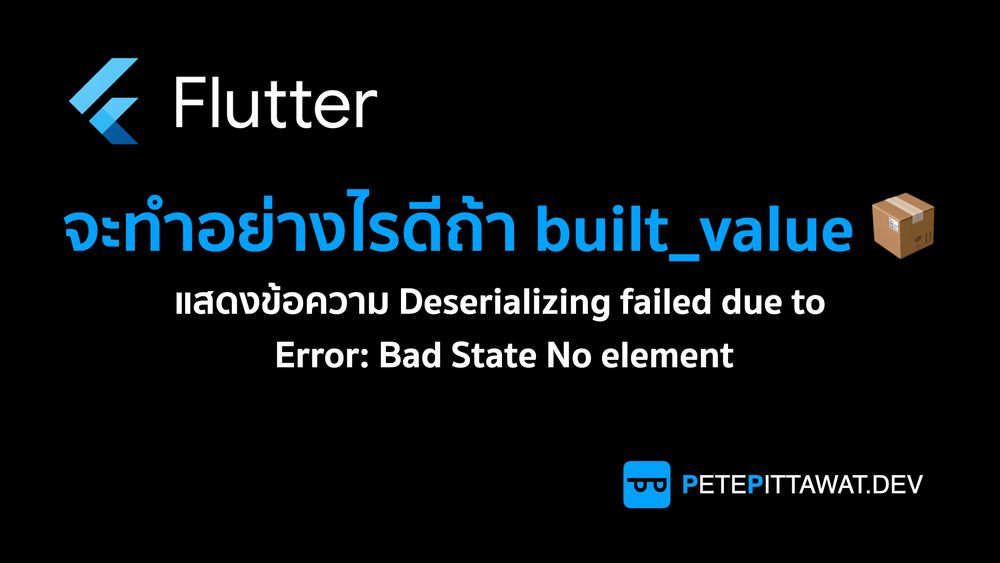 Flutter
จะทำอย่างไรดีถ้า built_value
แสดงข้อความ Deserializing failed due to
Error: Bad State No element
PETEPITTAWAT.DEV